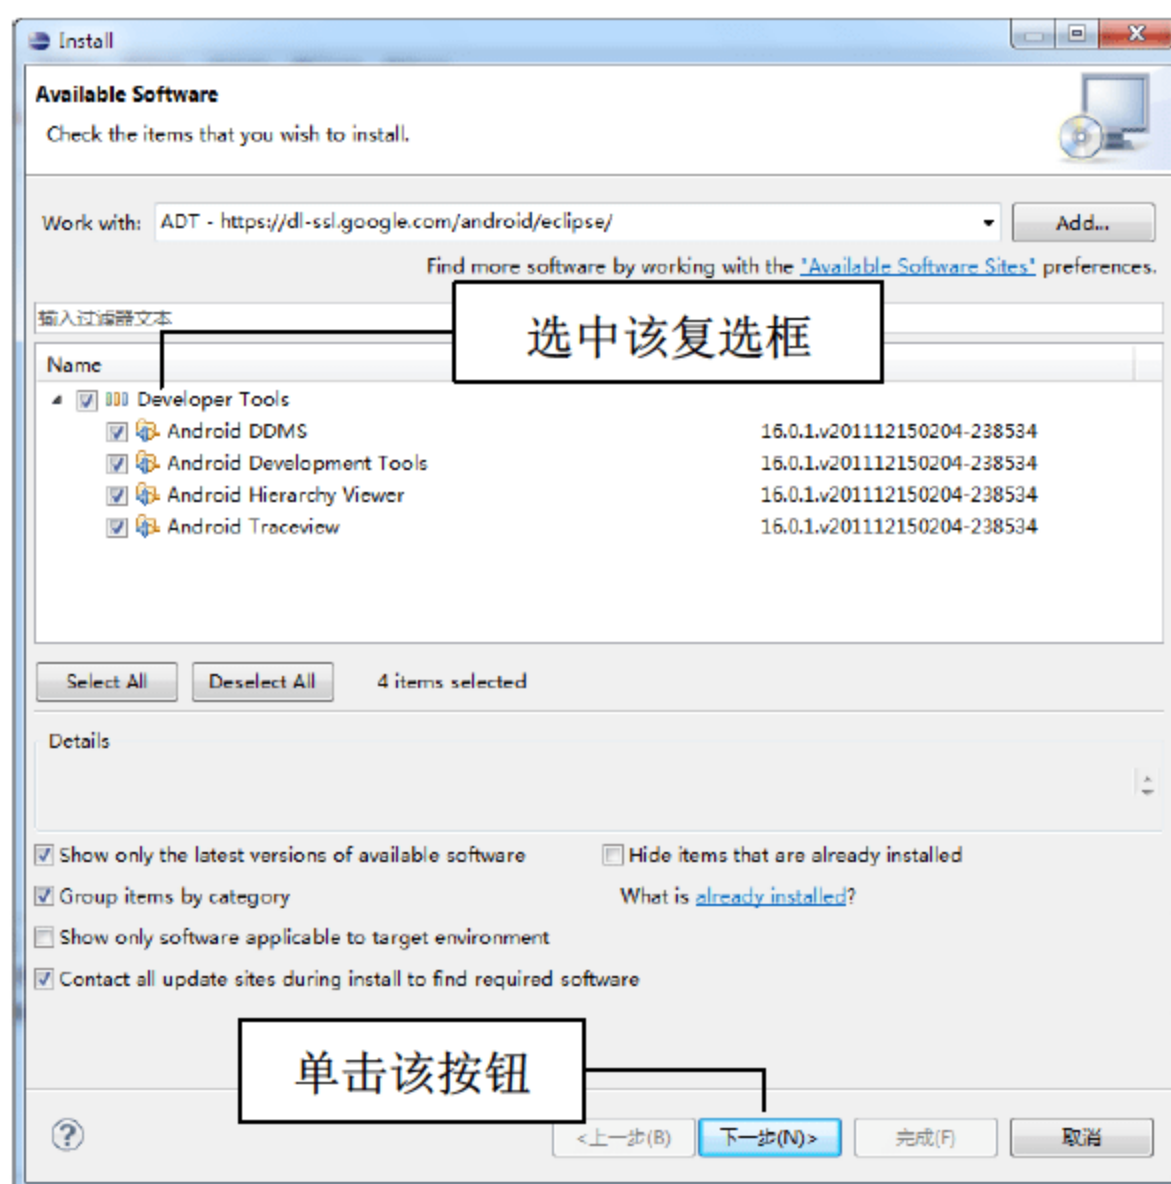 Install
Available Software
Check the items that you wish to install.
Work with: ADT - https://dl-ssl.google.com/android/eclipse/ Add...
Find more software by working with the "Available Software Sites" preferences.
输入过滤器文本
选中该复选框
Name
Developer Tools
Android DDMS 16.0.1.v201112150204-238534
Android Development Tools 16.0.1.v201112150204-238534
Android Hierarchy Viewer 16.0.1.v201112150204-238534
Android Traceview 16.0.1.v201112150204-238534
Select All Deselect All 4 items selected
Details
Show only the latest versions of available software Hide items that are already installed
Group items by category What is already installed?
Show only software applicable to target environment
Contact all update sites during install to find required software
单击该按钮
<上一步(B) 下一步(N)> 完成(F) 取消